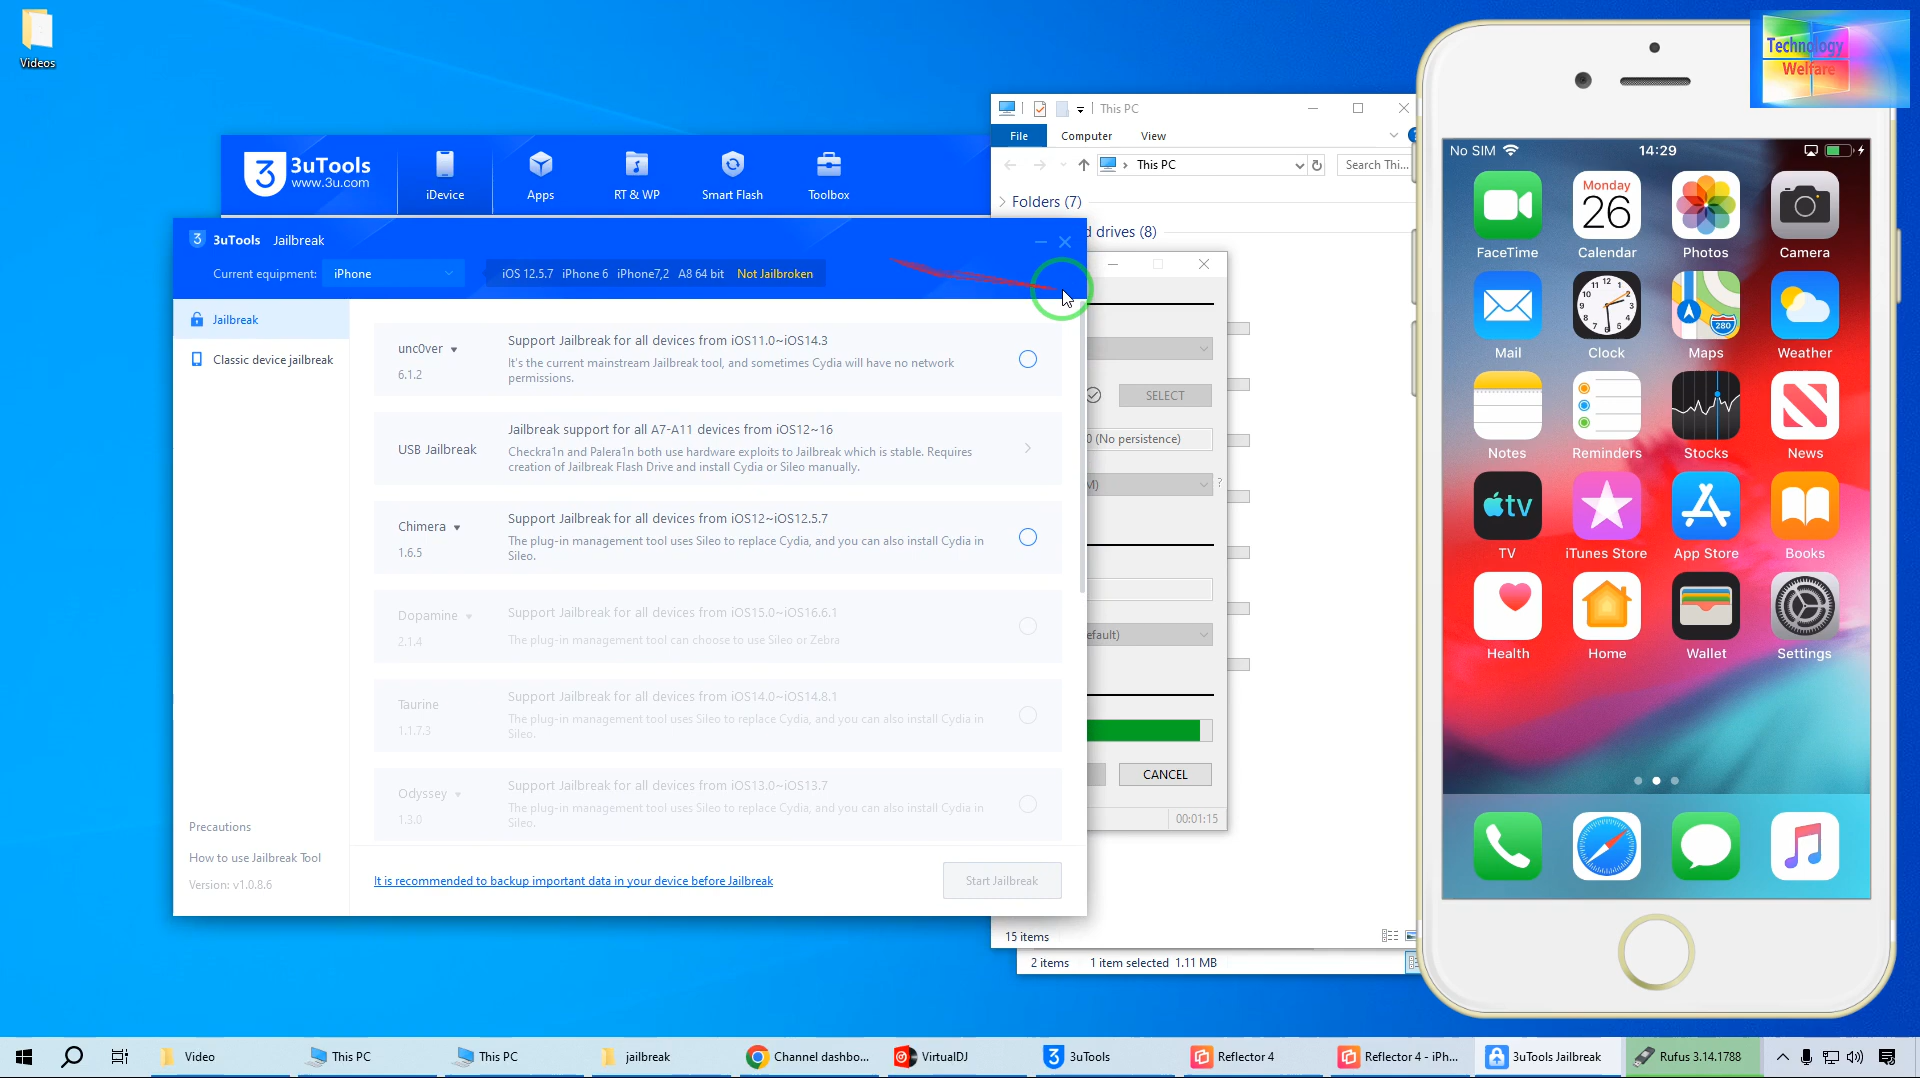 Videos
3uTools
www.3u.com
iDevice
Apps
RT & WP
Smart Flash
Toolbox
3uTools Jailbreak
Current equipment: iPhone
iOS 12.5.7 iPhone 6 iPhone7,2 A8 64 bit Not Jailbroken
Jailbreak
Classic device jailbreak
unc0ver
6.1.2
Support Jailbreak for all devices from iOS11.0~iOS14.3
It's the current mainstream Jailbreak tool, and sometimes Cydia will have no network
permissions.
USB Jailbreak
Jailbreak support for all A7-A11 devices from iOS12~16
Checkra1n and Palera1n both use hardware exploits to Jailbreak which is stable. Requires
creation of Jailbreak Flash Drive and install Cydia or Sileo manually.
Chimera
1.6.5
Support Jailbreak for all devices from iOS12~iOS12.5.7
The plug-in management tool uses Sileo to replace Cydia, and you can also install Cydia in
Sileo.
Dopamine
2.1.4
Support Jailbreak for all devices from iOS15.0~iOS16.6.1
The plug-in management tool can choose to use Sileo or Zebra
Taurine
1.1.7.3
Support Jailbreak for all devices from iOS14.0~iOS14.8.1
The plug-in management tool uses Sileo to replace Cydia, and you can also install Cydia in
Sileo.
Odyssey
1.3.0
Support Jailbreak for all devices from iOS13.0~iOS13.7
The plug-in management tool uses Sileo to replace Cydia, and you can also install Cydia in
Sileo.
Precautions
How to use Jailbreak Tool
Version: v1.0.8.6
It is recommended to backup important data in your device before Jailbreak
Start Jailbreak
This PC
File Computer View
This PC
Search Thi...
Folders (7)
d drives (8)
SELECT
0 (No persistence)
M)
?
efault)
CANCEL
00:01:15
15 items
2 items 1 item selected 1.11 MB
Technology
Welfare
No SIM 14:29
Monday
26
FaceTime Calendar Photos Camera
12
280
Mail Clock Maps Weather
Notes Reminders Stocks News
tv
TV iTunes Store App Store Books
Health Home Wallet Settings
Video
This PC
This PC
jailbreak
Channel dashbo...
VirtualDJ
3uTools
Reflector 4
Reflector 4 - iPh...
3uTools Jailbreak
Rufus 3.14.1788